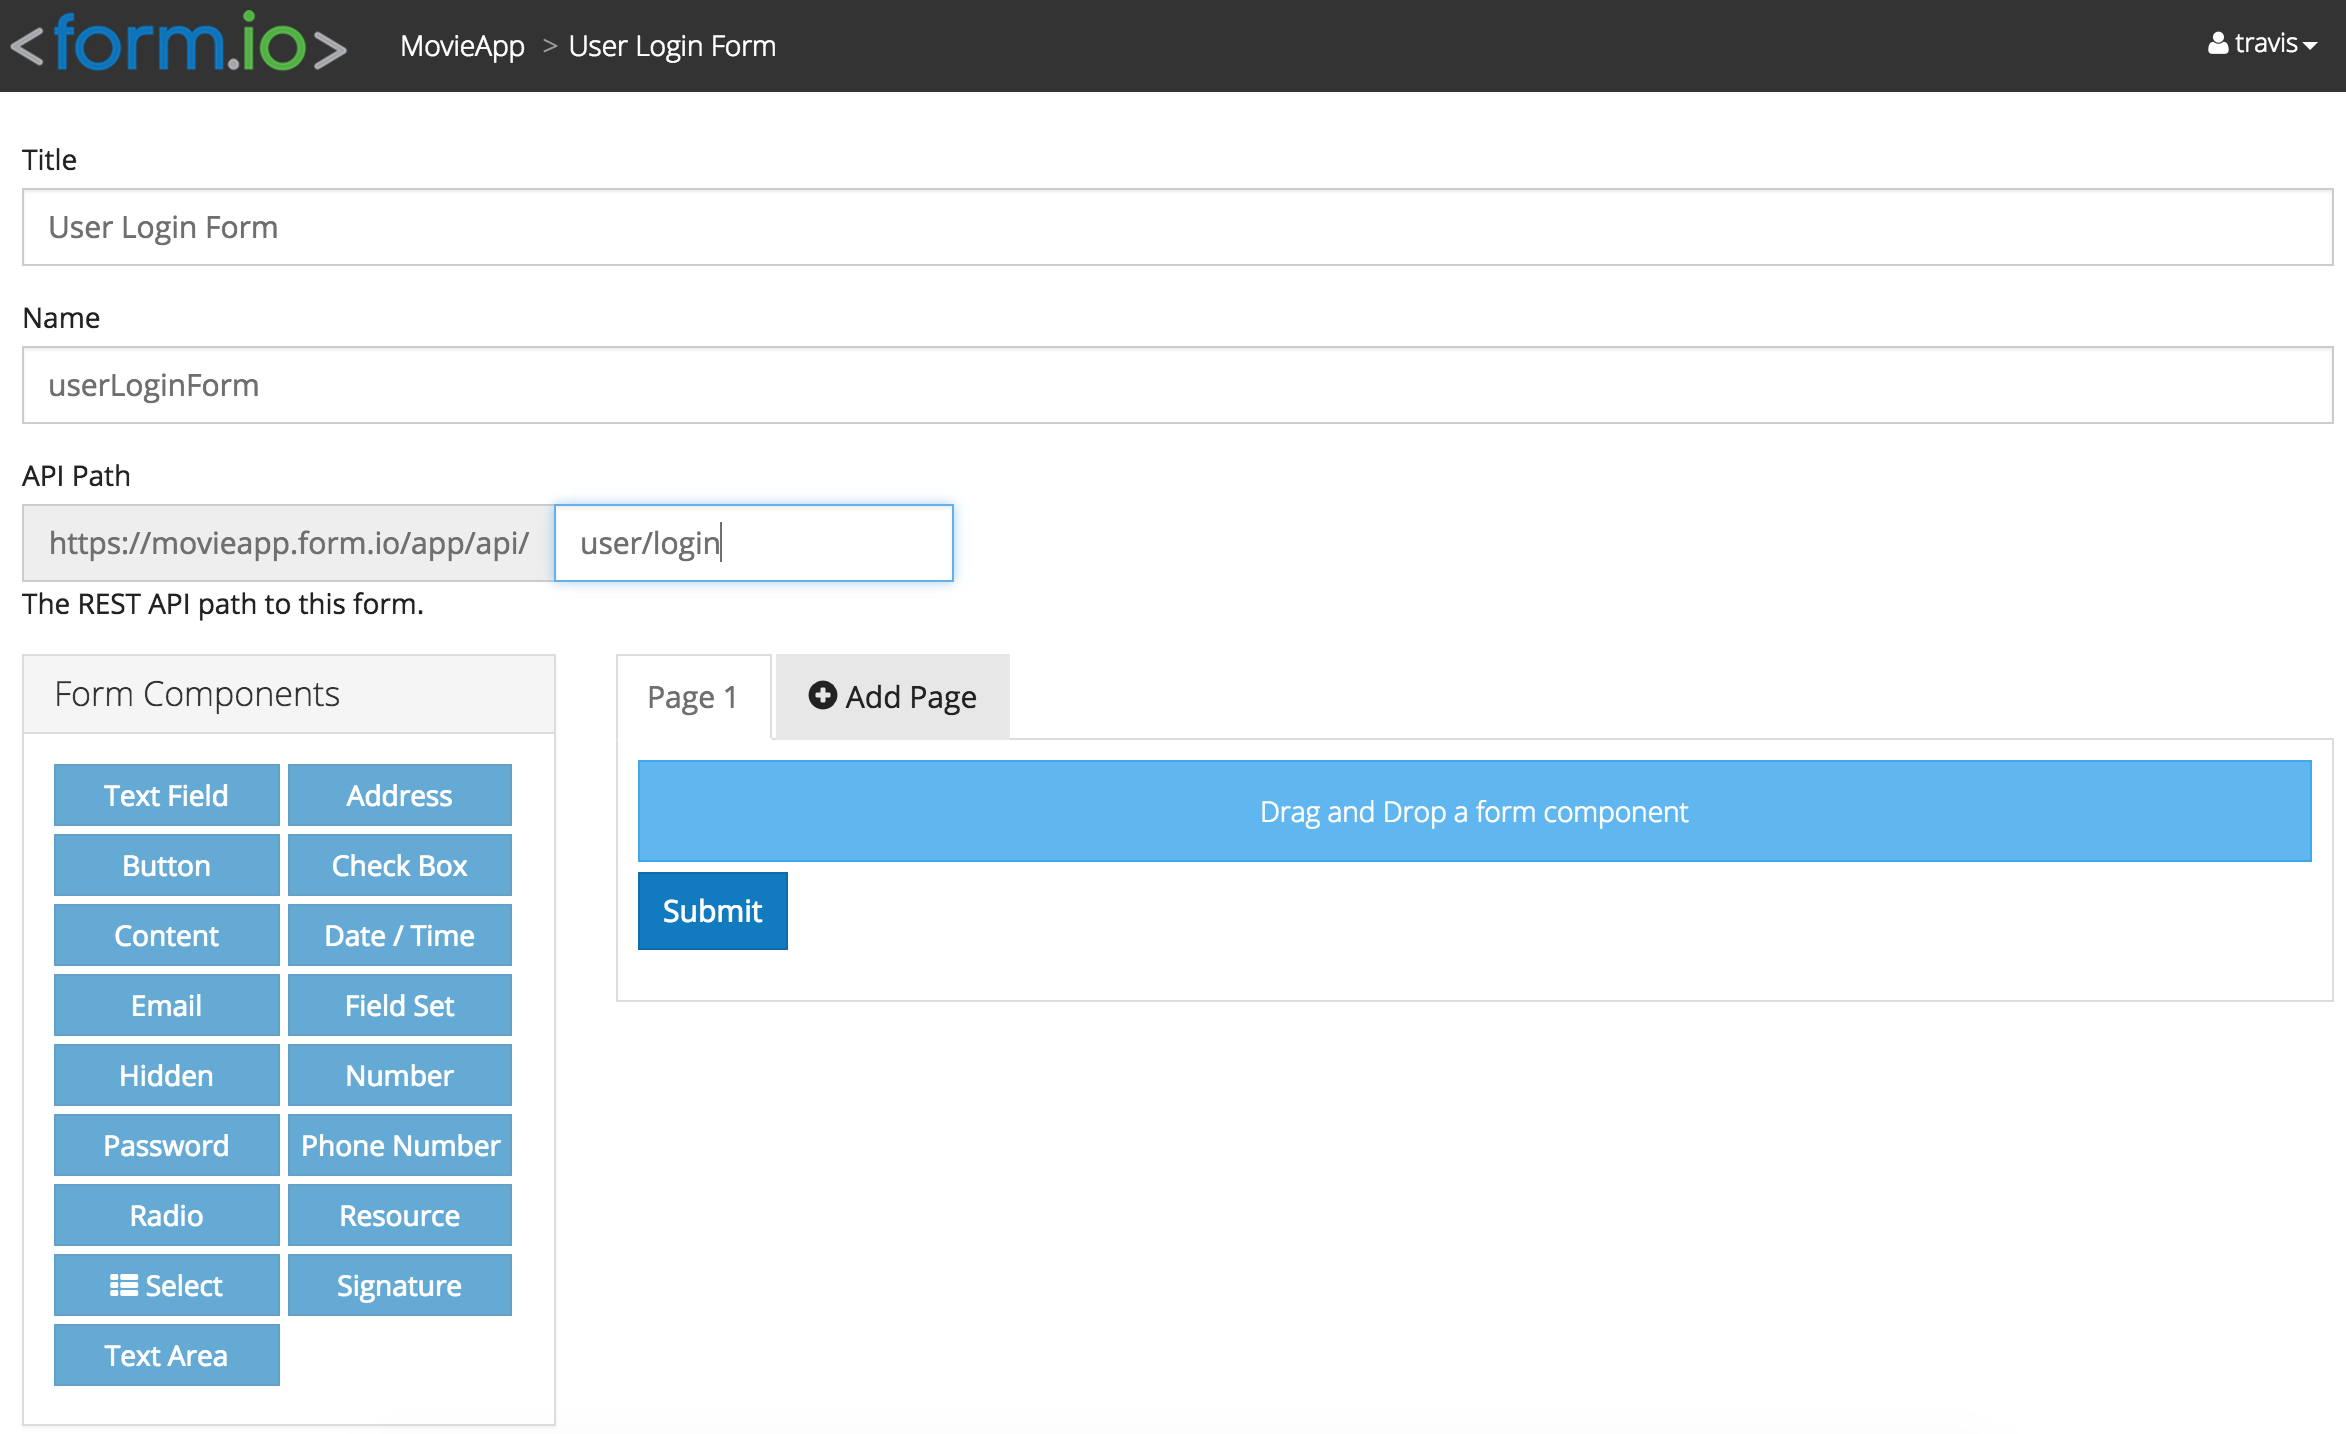 <form.io> MovieApp > User Login Form travis
Title
User Login Form
Name
userLoginForm
API Path
https://movieapp.form.io/app/api/ user/login
The REST API path to this form.
Form Components
Page 1 Add Page
Text Field Address
Button Check Box
Content Date / Time
Email Field Set
Hidden Number
Password Phone Number
Radio Resource
Select Signature
Text Area
Drag and Drop a form component
Submit